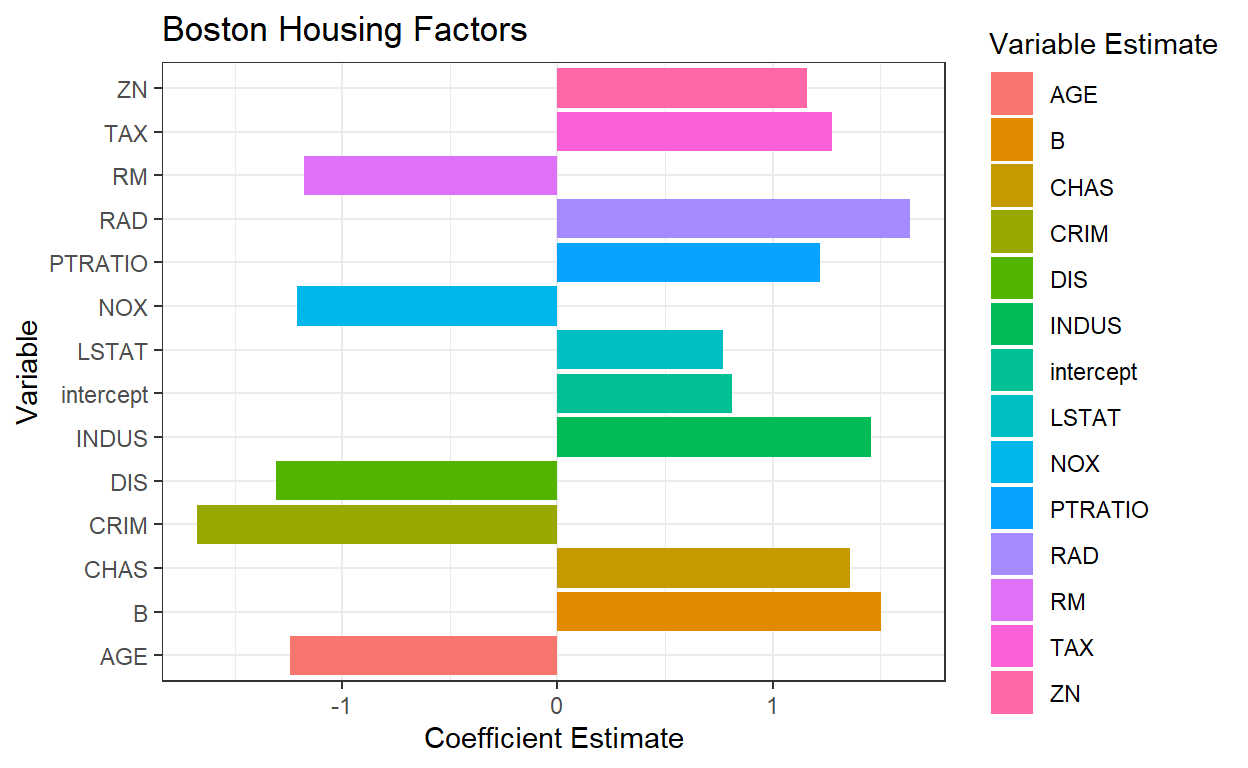 Boston Housing Factors
Variable
ZN
TAX
RM
RAD
PTRATIO
NOX
LSTAT
intercept
INDUS
DIS
CRIM
CHAS
B
AGE
-1 0 1
Coefficient Estimate
Variable Estimate
AGE
B
CHAS
CRIM
DIS
INDUS
intercept
LSTAT
NOX
PTRATIO
RAD
RM
TAX
ZN